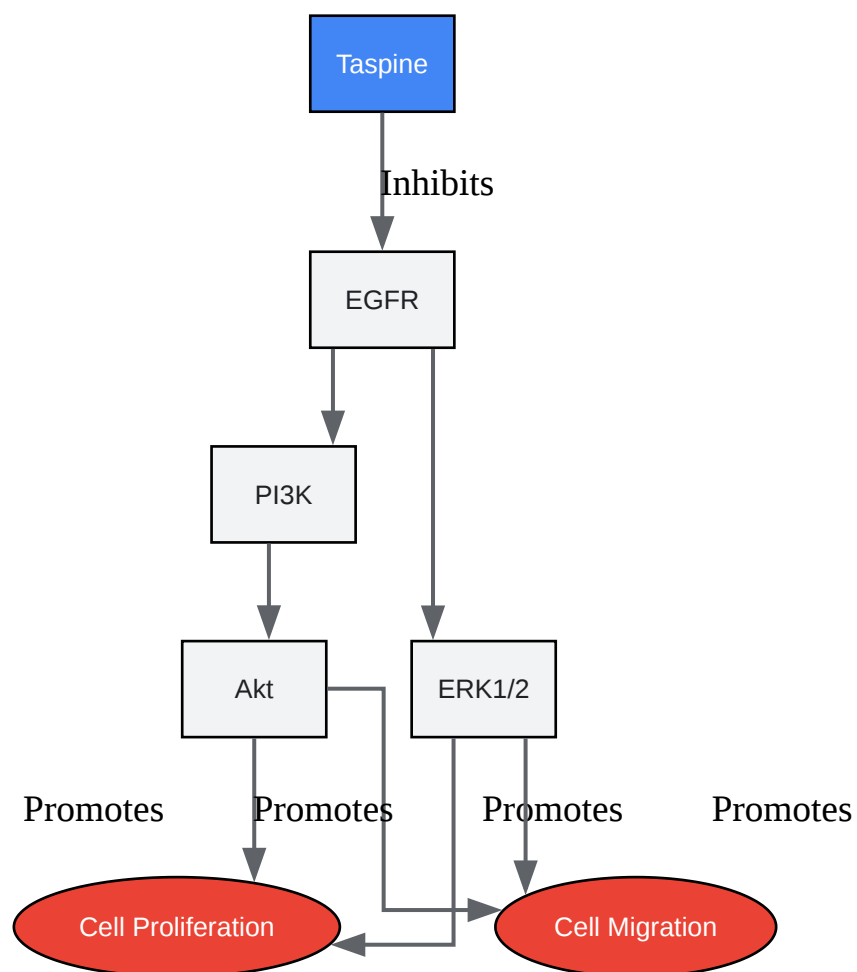 Taspine
Inhibits
EGFR
PI3K
Akt
ERK1/2
Promotes
Promotes
Promotes
Promotes
Cell Proliferation
Cell Migration